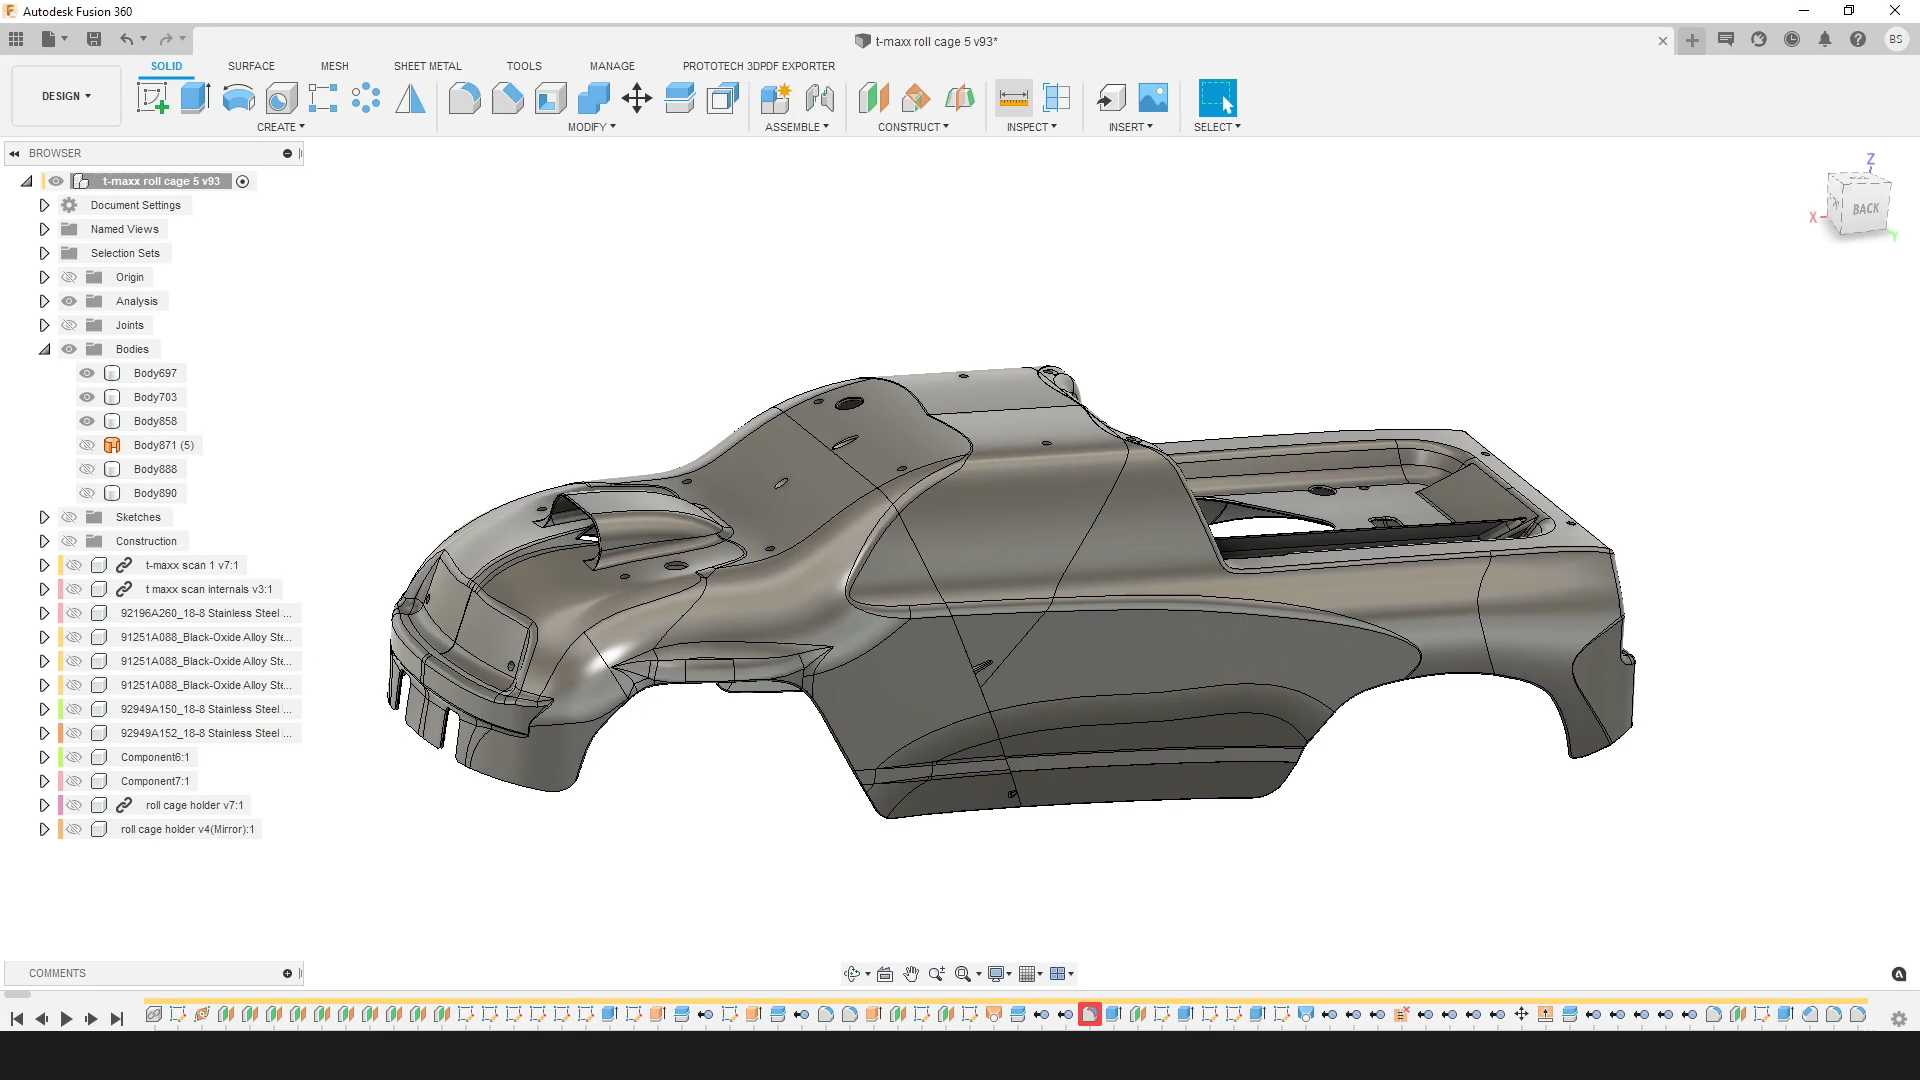 Autodesk Fusion 360
t-maxx roll cage 5 v93*
BS
DESIGN
SOLID
SURFACE
MESH
SHEET METAL
TOOLS
MANAGE
PROTOTECH 3DPDF EXPORTER
CREATE
MODIFY
ASSEMBLE
CONSTRUCT
INSPECT
INSERT
SELECT
BROWSER
t-maxx roll cage 5 v93
Document Settings
Named Views
Selection Sets
Origin
Analysis
Joints
Bodies
Body697
Body703
Body858
Body871 (5)
Body888
Body890
Sketches
Construction
t-maxx scan 1 v7:1
t maxx scan internals v3:1
92196A260_18-8 Stainless Steel ...
91251A088_Black-Oxide Alloy Ste...
91251A088_Black-Oxide Alloy Ste...
91251A088_Black-Oxide Alloy Ste...
92949A150_18-8 Stainless Steel ...
92949A152_18-8 Stainless Steel ...
Component6:1
Component7:1
roll cage holder v7:1
roll cage holder v4(Mirror):1
Z
X
BACK
Y
COMMENTS